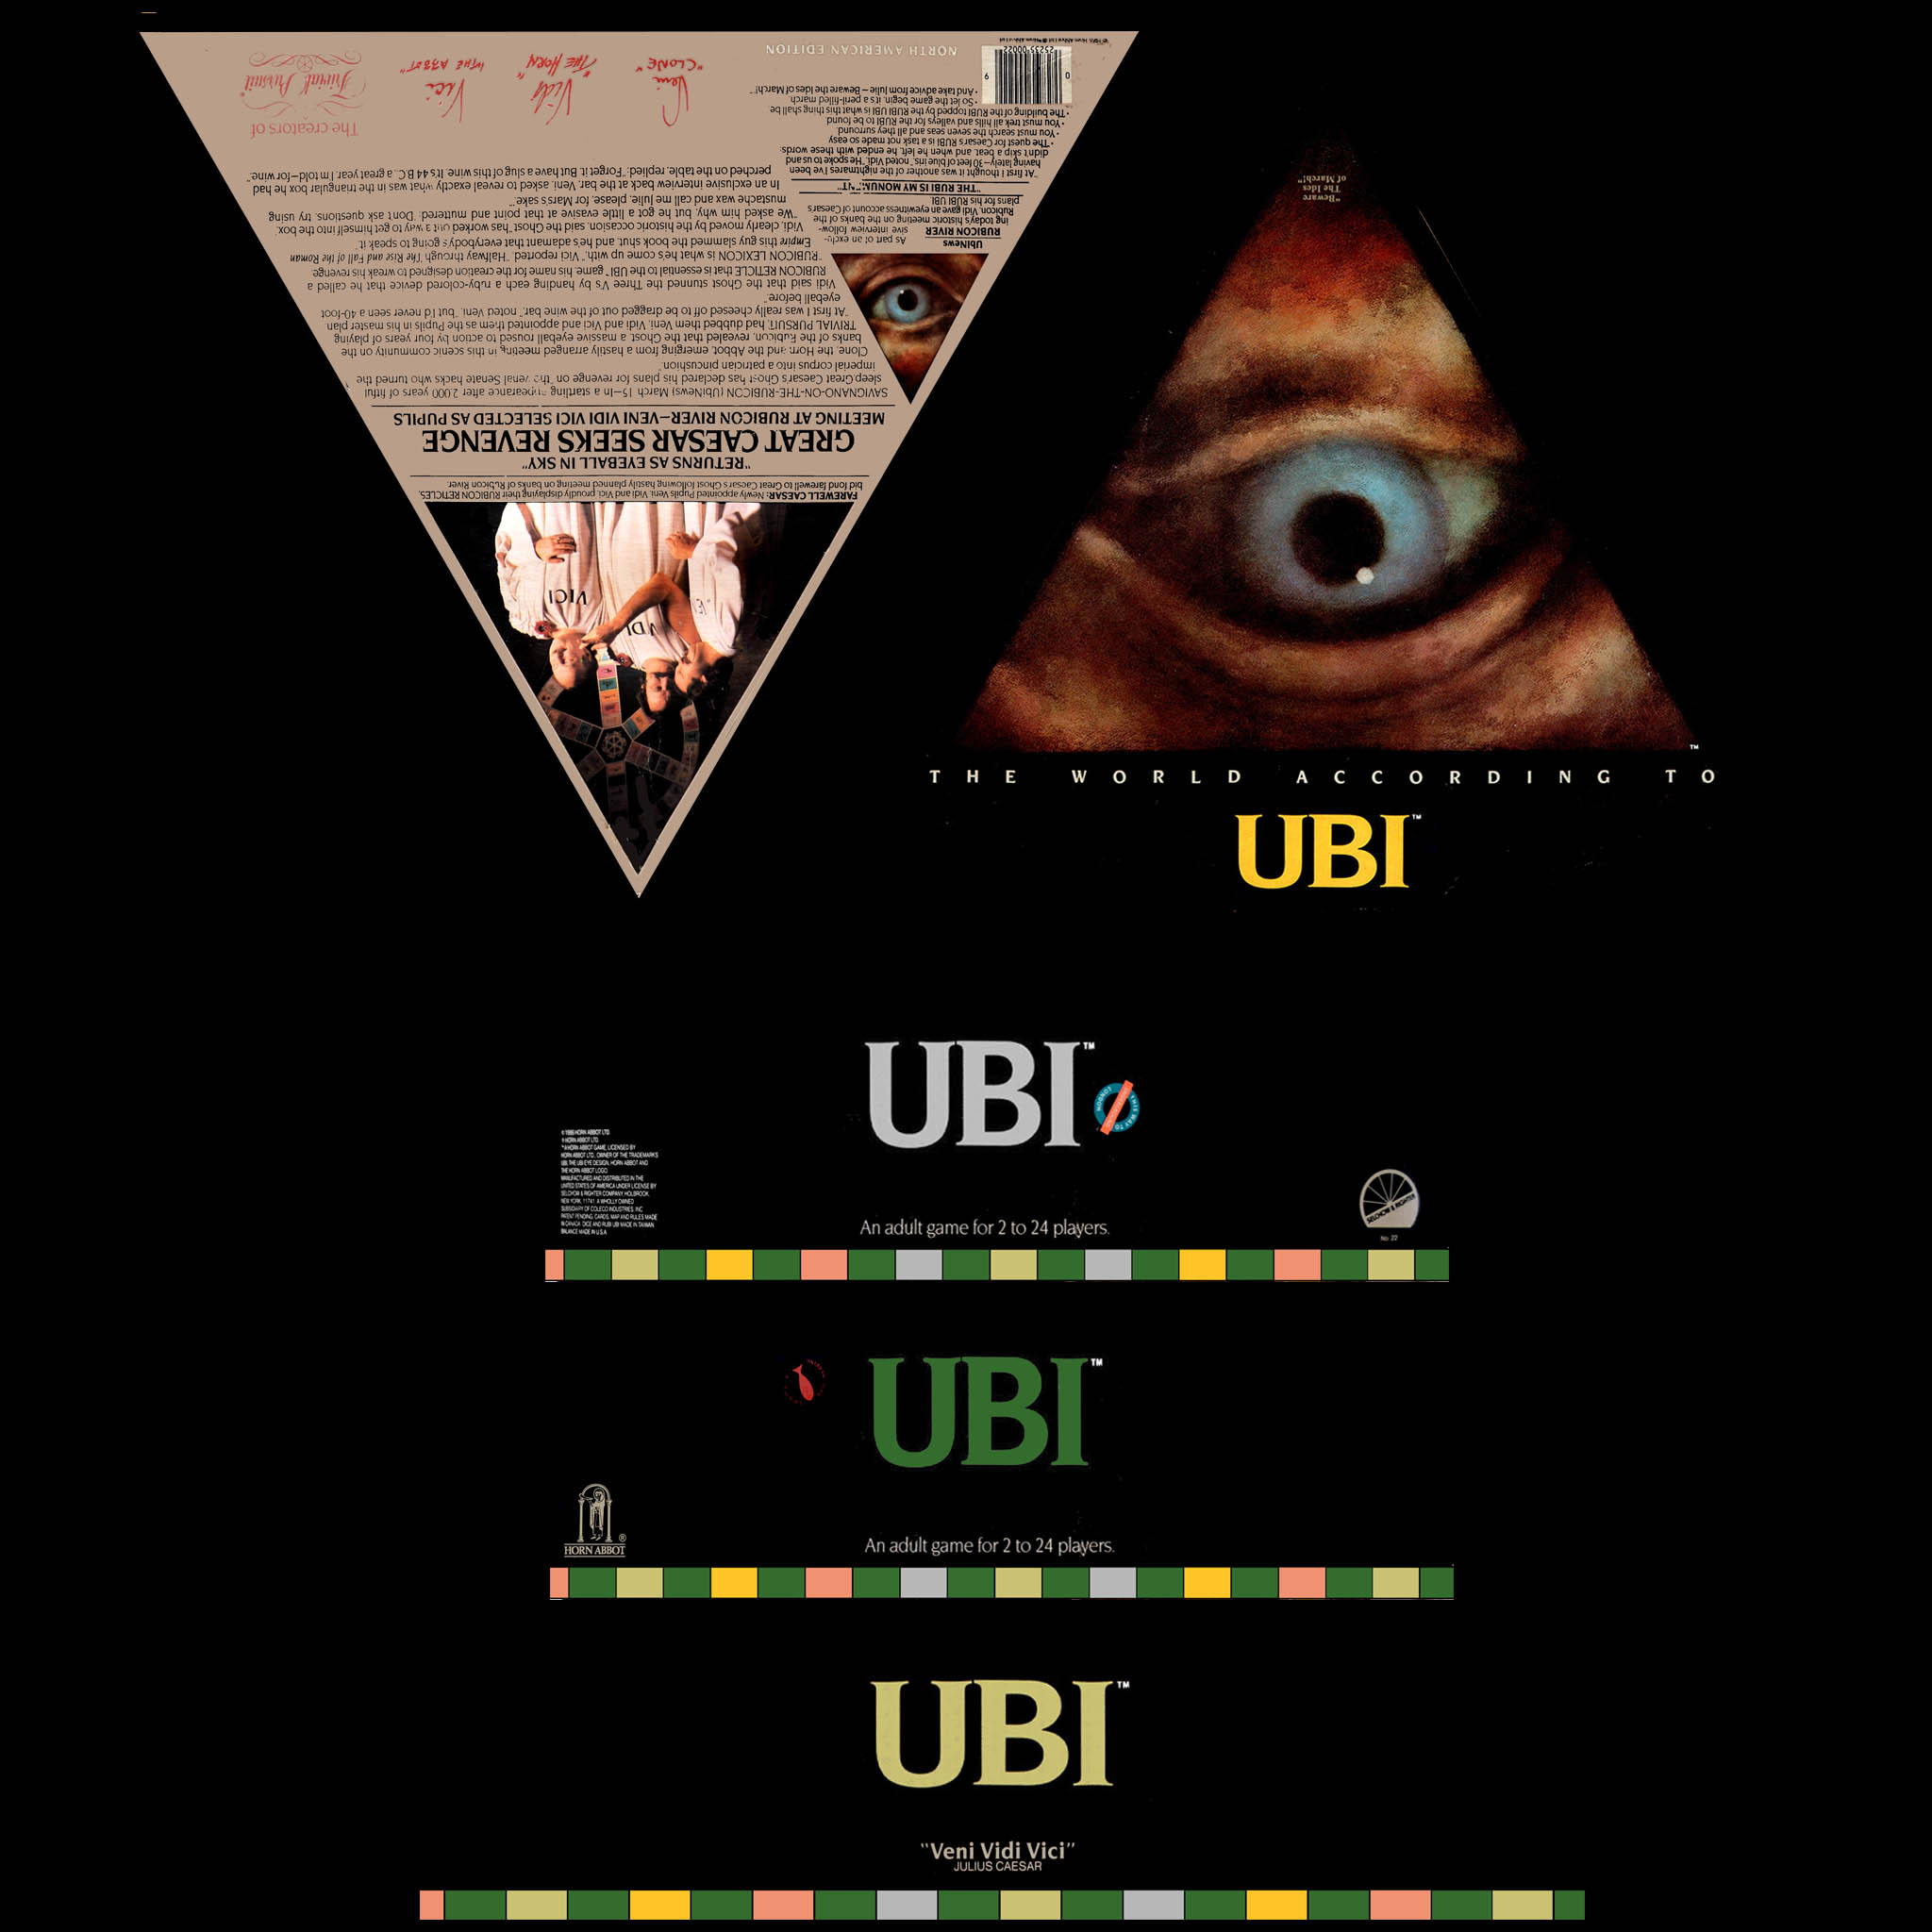 FAREWELL CAESAR: Newly appointed Pupils Veni, Vidi and Vici, proudly displaying their RUBICON RETICLES,
bid fond farewell to Great Caesar's Ghost following hastily planned meeting on banks of Rubicon River.
"RETURNS AS EYEBALL IN SKY"
GREAT CAESAR SEEKS REVENGE
MEETING AT RUBICON RIVER—VENI VIDI VICI SELECTED AS PUPILS
SAVIGNANO-ON-THE-RUBICON (UbiNews) March 15—In a startling appearance after 2,000 years of fitful
sleep, Great Caesar's Ghost has declared his plans for revenge on "the venal Senate hacks who turned the
imperial corpus into a patrician pincushion."
Clone, the Horn and the Abbot, emerging from a hastily arranged meeting in this scenic community on the
banks of the Rubicon, revealed that the Ghost, a massive eyeball roused to action by four years of playing
TRIVIAL PURSUIT, had dubbed them Veni, Vidi and Vici and appointed them as the Pupils in his master plan.
"At first I was really cheesed off to be dragged out of the wine bar," noted Veni, "but I'd never seen a 40-foot
eyeball before."
Vidi said that the Ghost stunned the Three V's by handing each a ruby-colored device that he called a
RUBICON RETICLE that is essential to the UBI™ game, his name for the creation designed to wreak his revenge.
"RUBICON LEXICON is what he's come up with," Vici reported. "Halfway through The Rise and Fall of the Roman
Empire this guy slammed the book shut, and he's adamant that everybody's going to speak it."
Vidi, clearly moved by the historic occasion, said the Ghost "has worked out a way to get himself into the box.
"We asked him why, but he got a little evasive at that point and muttered: 'Don't ask questions, try using
mustache wax and call me Julie, please, for Mars's sake.'"
In an exclusive interview back at the bar, Veni, asked to reveal exactly what was in the triangular box he had
perched on the table, replied: "Forget it. But have a slug of this wine. It's 44 B.C., a great year, I'm told—for wine."
UbiNews
RUBICON RIVER
As part of an exclu-
sive interview follow-
ing today's historic meeting on the banks of the
Rubicon, Vidi gave an eyewitness account of Caesar's
plans for his RUBI UBI.
"THE RUBI IS MY MONUMENT"
"At first I thought it was another of the nightmares I've been
having lately—30 feet of blue iris," noted Vidi. "He spoke to us and
didn't skip a beat, and when he left, he ended with these words:
•The quest for Caesar's RUBI is a task not made so easy
•You must search the seven seas and all they surround
•You must trek all hills and valleys for the RUBI to be found
•The building of the RUBI topped by the RUBI UBI is what this thing shall be
•So let the game begin, it's a peril-filled march
•And take advice from Julie—Beware the Ides of March!"
The creators of
Trivial Pursuit
Vici
"THE ABBOT"
Vidi
"THE HORN"
Veni
"CLONE"
NORTH AMERICAN EDITION
0
25235-00022
9
VICI
"Beware
The Ides
of March!"
™
THE WORLD ACCORDING TO
UBI™
UBI™
THIS WAY TO
LONDON
© 1986 HORN ABBOT LTD.
® HORN ABBOT LTD.
™ A HORN ABBOT GAME, LICENSED BY
HORN ABBOT LTD., OWNER OF THE TRADEMARKS
UBI, THE UBI EYE DESIGN, HORN ABBOT AND
THE HORN ABBOT LOGO.
MANUFACTURED AND DISTRIBUTED IN THE
UNITED STATES OF AMERICA UNDER LICENSE BY
SELCHOW & RIGHTER COMPANY, HOLBROOK,
NEW YORK, 11741. A WHOLLY OWNED
SUBSIDIARY OF COLECO INDUSTRIES, INC.
PATENT PENDING. CARDS, MAP AND RULES MADE
IN CANADA. DICE AND RUBI UBI MADE IN TAIWAN.
BALANCE MADE IN U.S.A.
An adult game for 2 to 24 players.
SELCHOW & RIGHTER
No. 22
UBI™
HORN ABBOT®
An adult game for 2 to 24 players.
UBI™
"Veni Vidi Vici"
JULIUS CAESAR